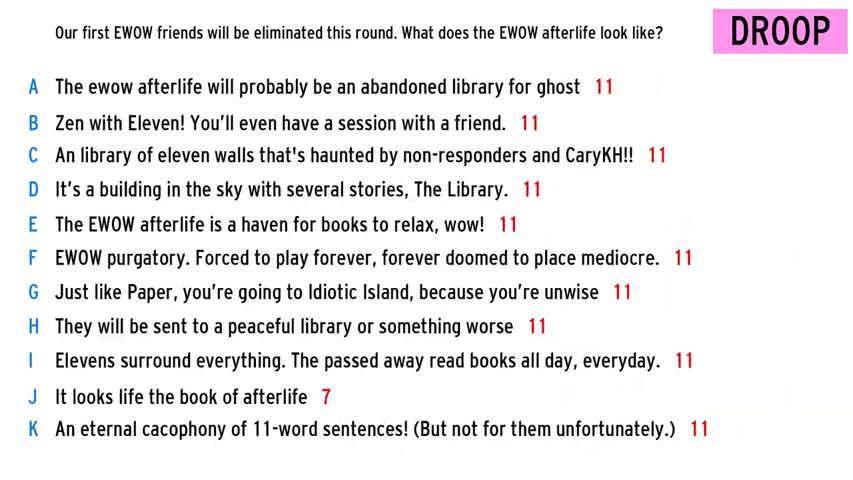 Our first EWOW friends will be eliminated this round. What does the EWOW afterlife look like?
DROOP
A The ewow afterlife will probably be an abandoned library for ghost 11
B Zen with Eleven! You'll even have a session with a friend. 11
C An library of eleven walls that's haunted by non-responders and CaryKH!! 11
D It's a building in the sky with several stories, The Library. 11
E The EWOW afterlife is a haven for books to relax, wow! 11
F EWOW purgatory. Forced to play forever, forever doomed to place mediocre. 11
G Just like Paper, you're going to Idiotic Island, because you're unwise 11
H They will be sent to a peaceful library or something worse 11
I Elevens surround everything. The passed away read books all day, everyday. 11
J It looks life the book of afterlife 7
K An eternal cacophony of 11-word sentences! (But not for them unfortunately.) 11